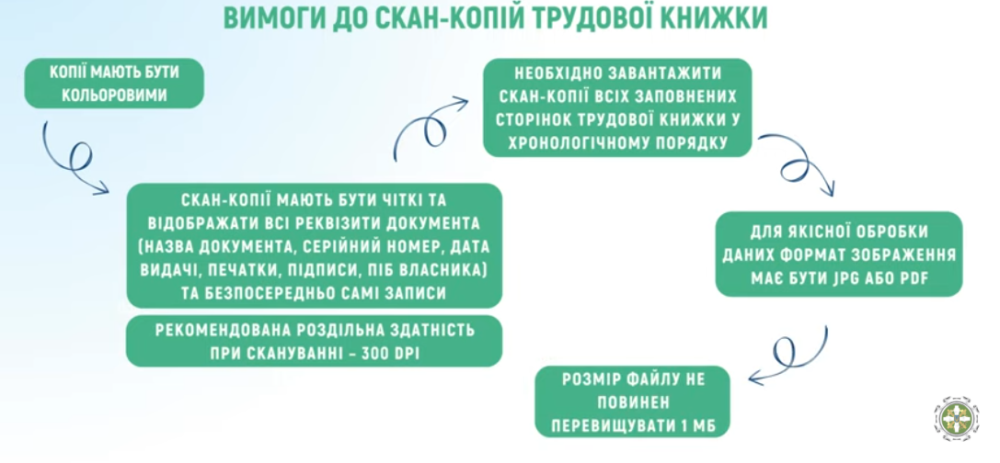 ВИМОГИ ДО СКАН-КОПІЙ ТРУДОВОЇ КНИЖКИ
КОПІЇ МАЮТЬ БУТИ
КОЛЬОРОВИМИ
СКАН-КОПІЇ МАЮТЬ БУТИ ЧІТКІ ТА
ВІДОБРАЖАТИ ВСІ РЕКВІЗИТИ ДОКУМЕНТА
(НАЗВА ДОКУМЕНТА, СЕРІЙНИЙ НОМЕР, ДАТА
ВИДАЧІ, ПЕЧАТКИ, ПІДПИСИ, ПІБ ВЛАСНИКА)
ТА БЕЗПОСЕРЕДНЬО САМІ ЗАПИСИ
РЕКОМЕНДОВАНА РОЗДІЛЬНА ЗДАТНІСТЬ
ПРИ СКАНУВАННІ – 300 DPI
НЕОБХІДНО ЗАВАНТАЖИТИ
СКАН-КОПІЇ ВСІХ ЗАПОВНЕНИХ
СТОРІНОК ТРУДОВОЇ КНИЖКИ У
ХРОНОЛОГІЧНОМУ ПОРЯДКУ
ДЛЯ ЯКІСНОЇ ОБРОБКИ
ДАНИХ ФОРМАТ ЗОБРАЖЕННЯ
МАЄ БУТИ JPG АБО PDF
РОЗМІР ФАЙЛУ НЕ
ПОВИНЕН
ПЕРЕВИЩУВАТИ 1 МБ